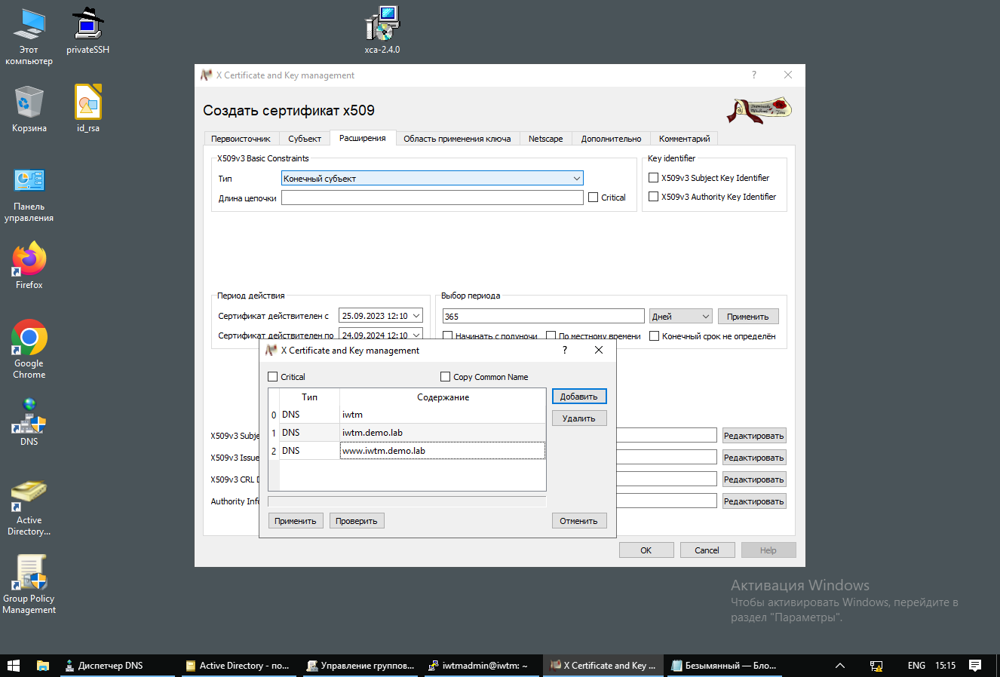 Этот
компьютер
privateSSH
xca-2.4.0
Корзина
id_rsa
Панель
управления
Firefox
Google
Chrome
DNS
Active
Directory...
Group Policy
Management
X Certificate and Key management
?
Создать сертификат x509
Первоисточник
Субъект
Расширения
Область применения ключа
Netscape
Дополнительно
Комментарий
X509v3 Basic Constraints
Тип
Конечный субъект
Длина цепочки
Critical
Key identifier
X509v3 Subject Key Identifier
X509v3 Authority Key Identifier
Период действия
Сертификат действителен с
25.09.2023 12:10
Сертификат действителен по
24.09.2024 12:10
Выбор периода
365
Дней
Применить
Начинать с полуночи
По местному времени
Конечный срок не определён
X Certificate and Key management
?
Critical
Copy Common Name
Тип
Содержание
Добавить
0
DNS
iwtm
Удалить
1
DNS
iwtm.demo.lab
2
DNS
www.iwtm.demo.lab
Применить
Проверить
Отменить
X509v3 Subje
Редактировать
X509v3 Issue
Редактировать
X509v3 CRL D
Редактировать
Authority Info
Редактировать
OK
Cancel
Help
Активация Windows
Чтобы активировать Windows, перейдите в
раздел "Параметры".
Диспетчер DNS
Active Directory - по...
Управление группов...
iwtmadmin@iwtm: ~
X Certificate and Key ...
Безымянный — Бло...
ENG
15:15